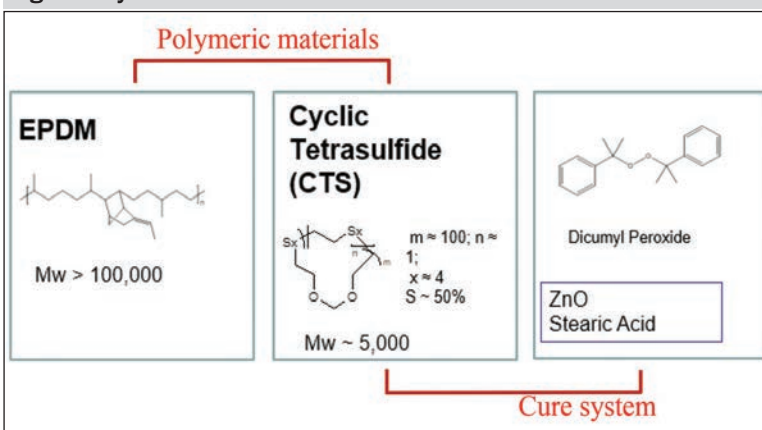 Polymeric materials
EPDM
n
Mw > 100,000
Cyclic
Tetrasulfide
(CTS)
Sx
Sx
n
m
O
O
m ≈ 100; n ≈
1;
x ≈ 4
S ~ 50%
Mw ~ 5,000
O
O
Dicumyl Peroxide
ZnO
Stearic Acid
Cure system